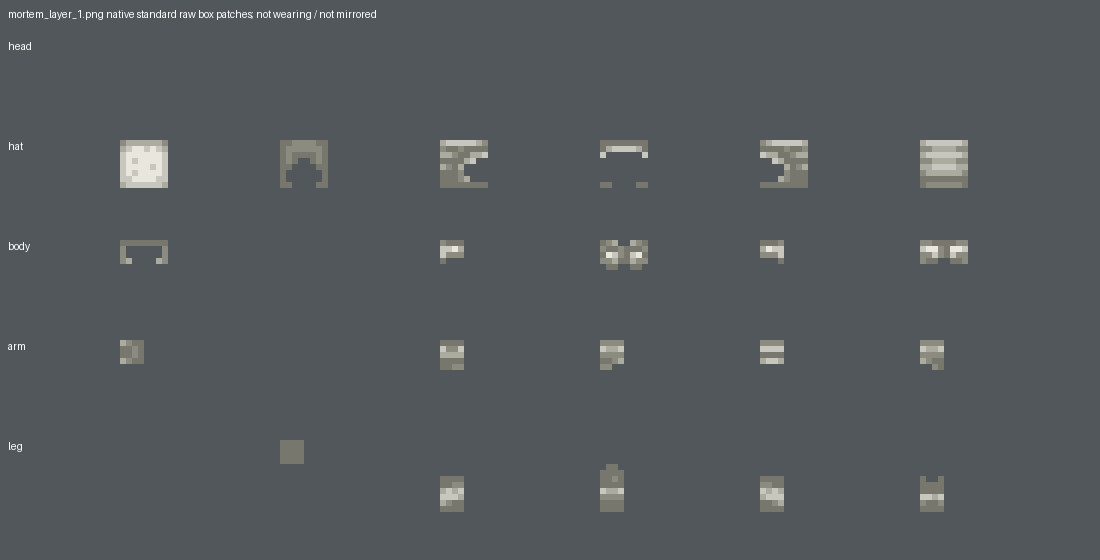 mortem_layer_1.png native standard raw box patches; not wearing / not mirrored
head
hat
body
arm
leg